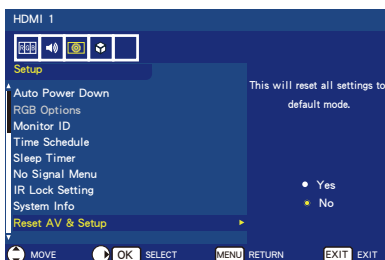 HDMI 1
RGB
Setup
Auto Power Down
RGB Options
Monitor ID
Time Schedule
Sleep Timer
No Signal Menu
IR Lock Setting
System Info
Reset AV & Setup
This will reset all settings to
default mode.
Yes
No
MOVE OK SELECT MENU RETURN EXIT EXIT